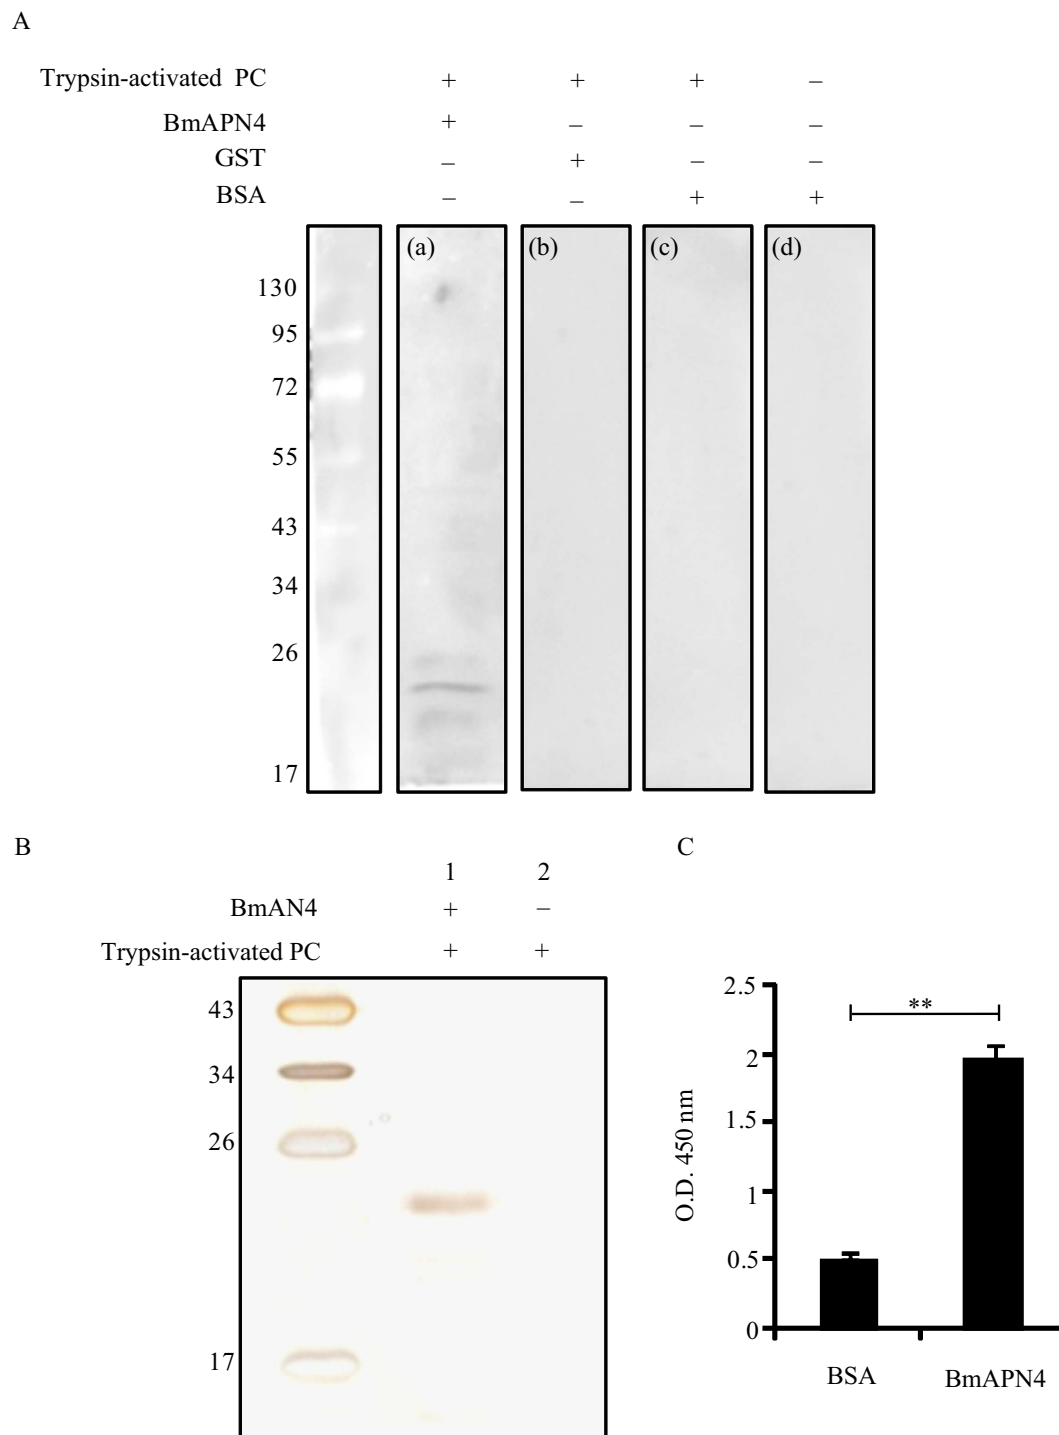 A
Trypsin-activated PC + + + –
BmAPN4 + – – –
GST – + – –
BSA – – + +
(a) (b) (c) (d)
130
95
72
55
43
34
26
17
B
1 2
BmAN4 + –
Trypsin-activated PC + +
43
34
26
17
C
2.5
**
2
1.5
1
0.5
0
O.D. 450 nm
BSA BmAPN4